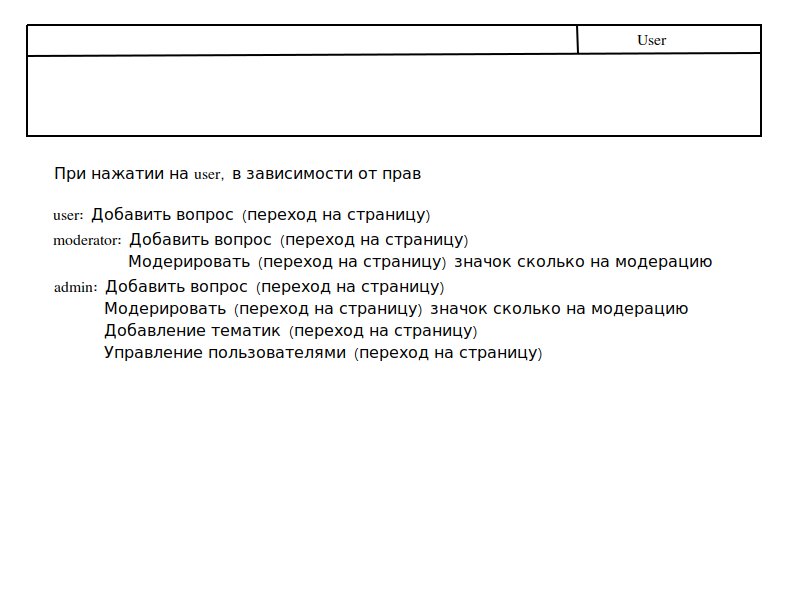 User
При нажатии на user, в зависимости от прав
user: Добавить вопрос (переход на страницу)
moderator: Добавить вопрос (переход на страницу)
Модерировать (переход на страницу) значок сколько на модерацию
admin: Добавить вопрос (переход на страницу)
Модерировать (переход на страницу) значок сколько на модерацию
Добавление тематик (переход на страницу)
Управление пользователями (переход на страницу)